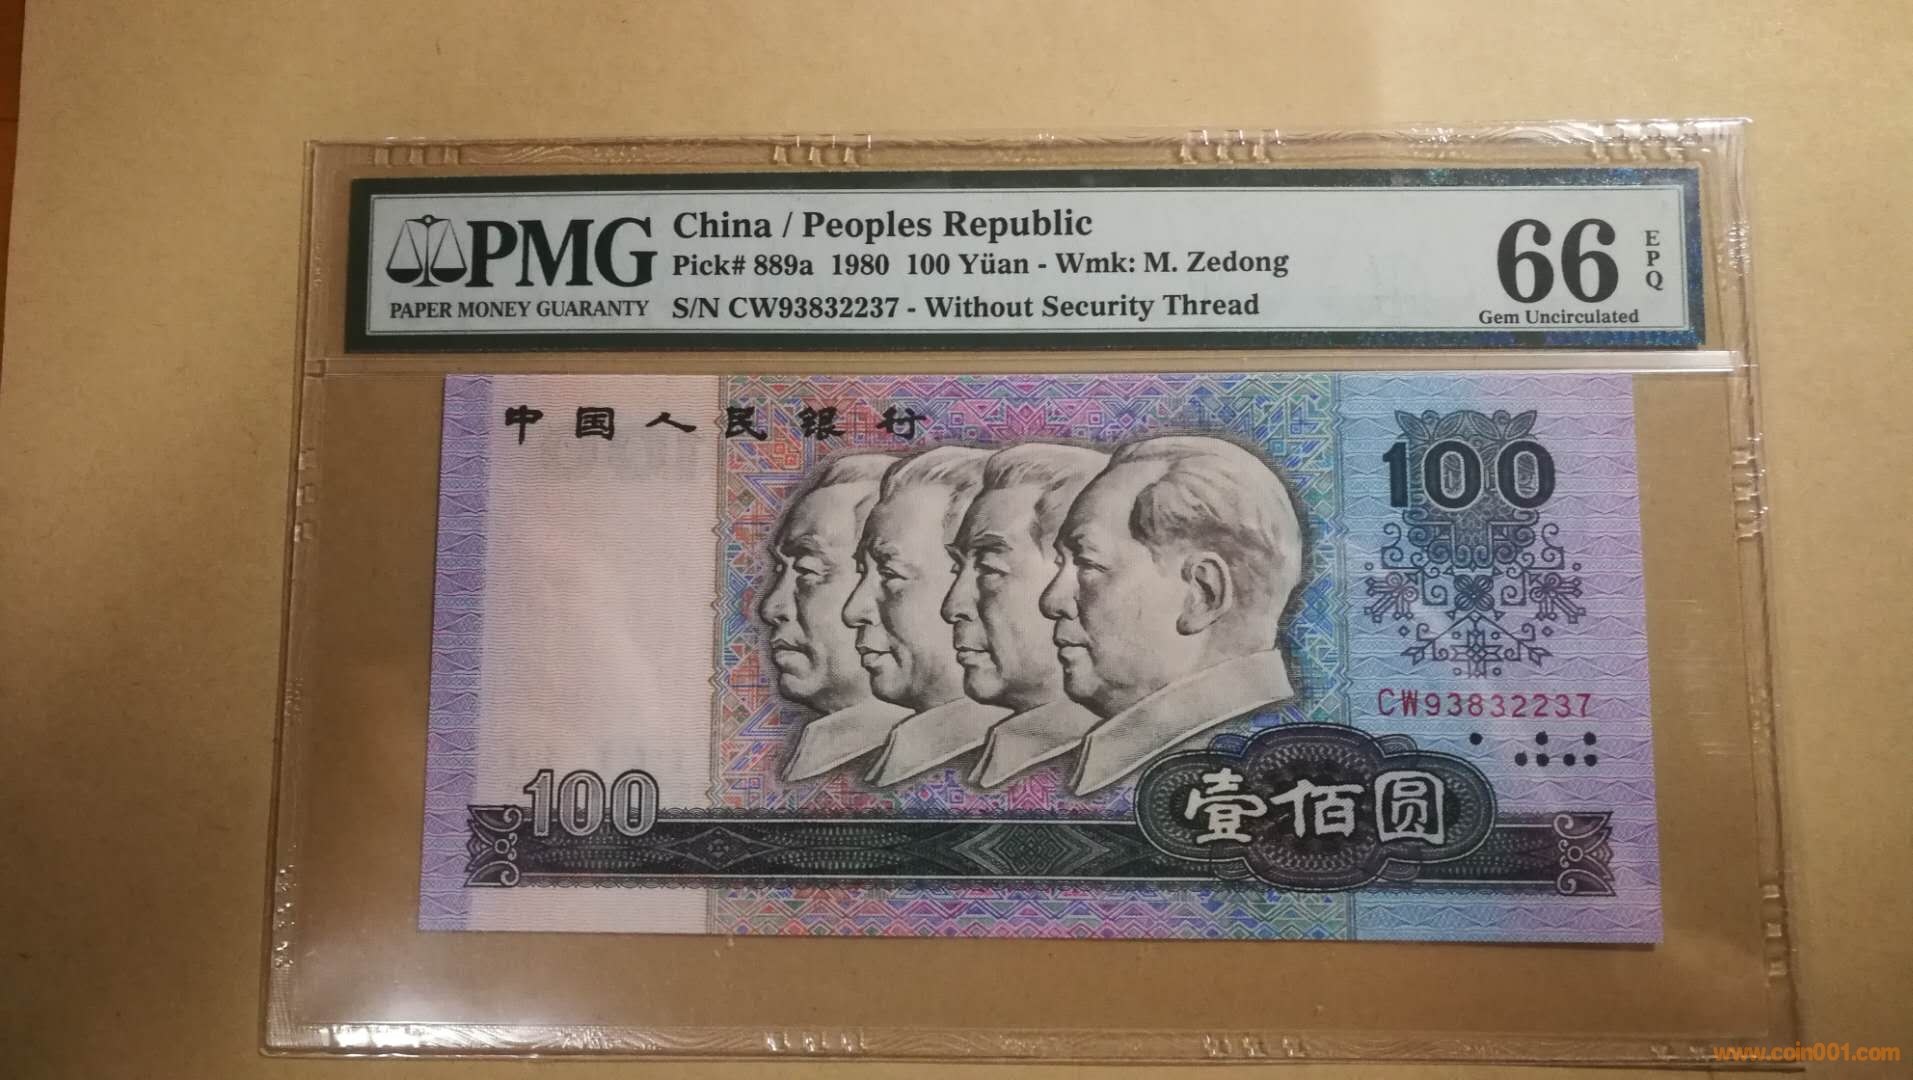 PMG
PAPER MONEY GUARANTY
China / Peoples Republic
Pick# 889a 1980 100 Yüan - Wmk: M. Zedong
S/N CW93832237 - Without Security Thread
66
EPQ
Gem Uncirculated
中国人民银行
100
CW93832237
100
壹佰圆
www.coin001.com